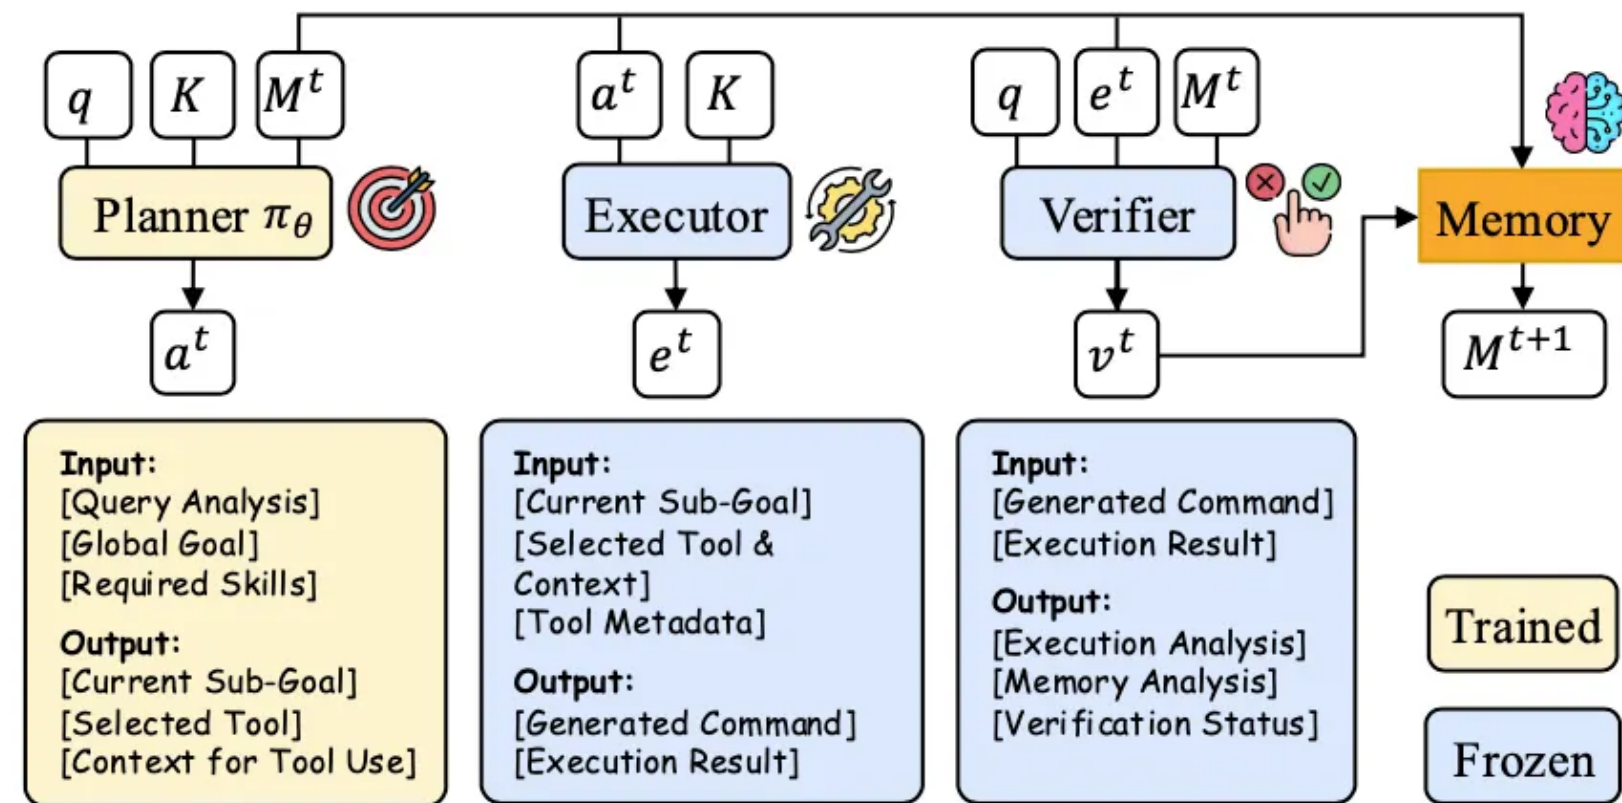 q K M^t a^t K q e^t M^t
Planner π_θ Executor Verifier Memory
a^t e^t v^t M^{t+1}
Input:
[Query Analysis]
[Global Goal]
[Required Skills]
Output:
[Current Sub-Goal]
[Selected Tool]
[Context for Tool Use]
Input:
[Current Sub-Goal]
[Selected Tool &
Context]
[Tool Metadata]
Output:
[Generated Command]
[Execution Result]
Input:
[Generated Command]
[Execution Result]
Output:
[Execution Analysis]
[Memory Analysis]
[Verification Status]
Trained
Frozen